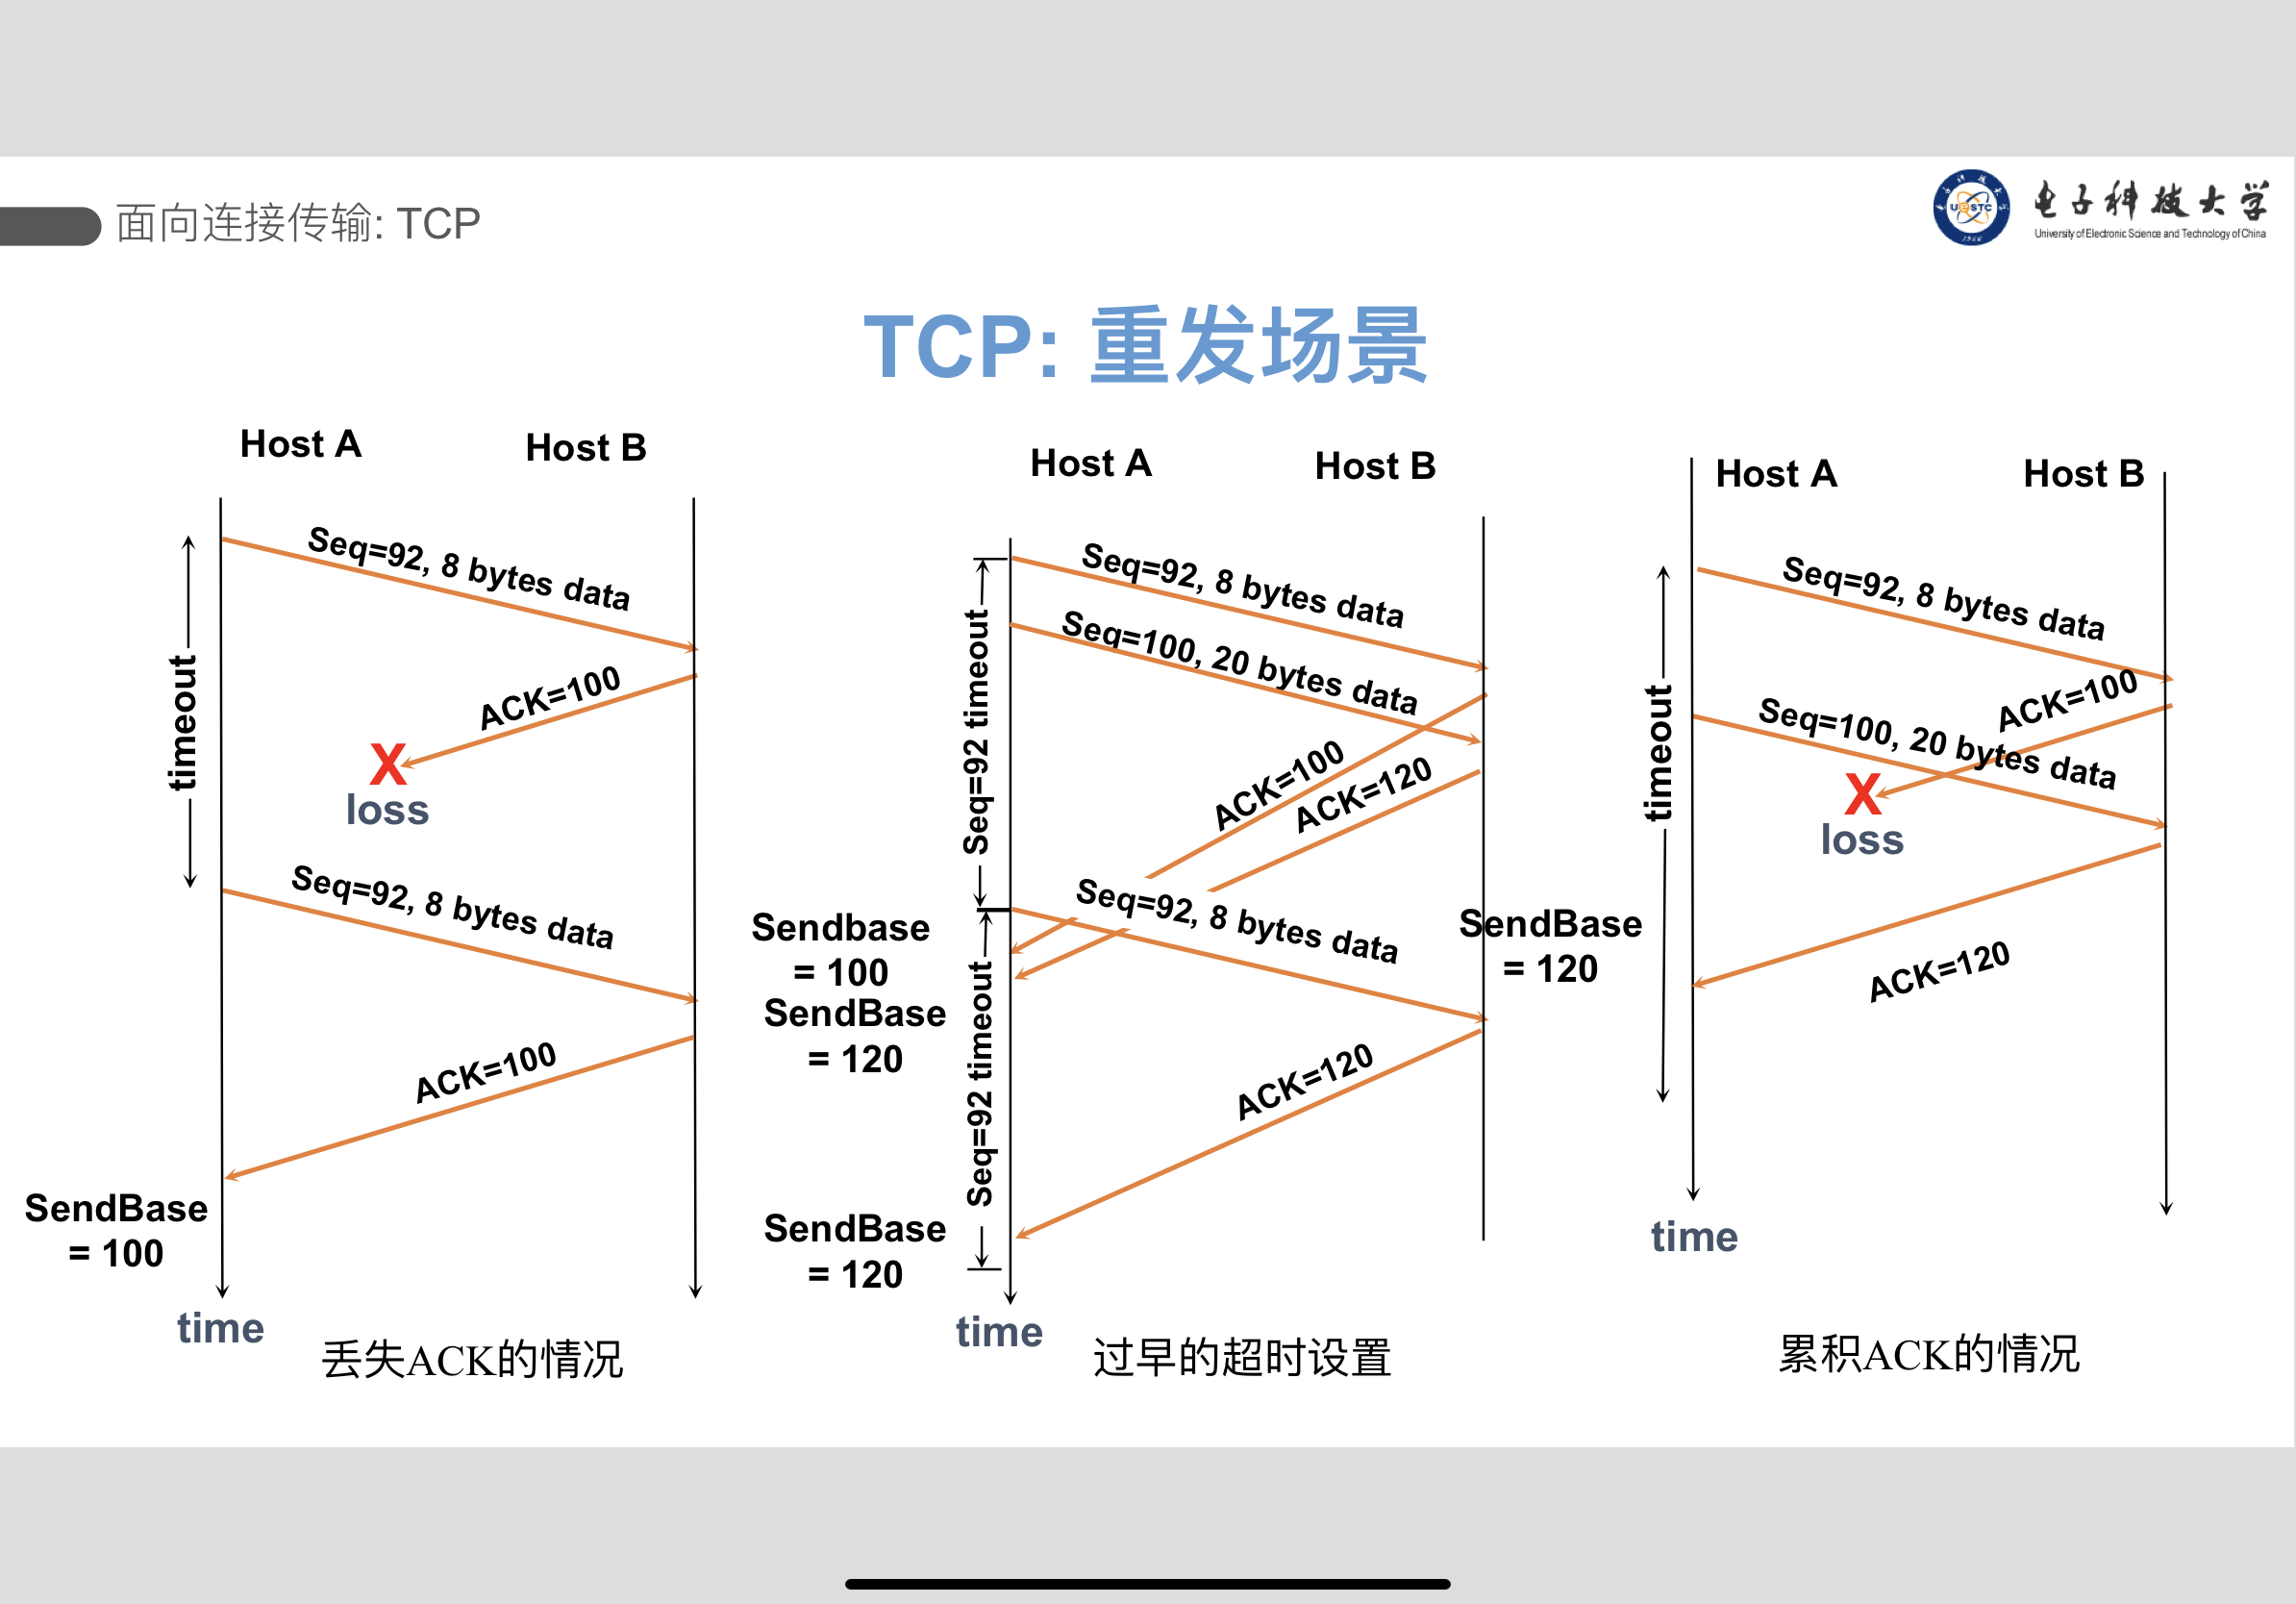 面向连接传输: TCP
电子科技大学
University of Electronic Science and Technology of China
UeSTC
1956
TCP: 重发场景
Host A
Host B
Seq=92, 8 bytes data
ACK=100
timeout
X
loss
Seq=92, 8 bytes data
ACK=100
SendBase
= 100
time
丢失ACK的情况
Host A
Host B
Seq=92, 8 bytes data
Seq=100, 20 bytes data
Seq=92 timeout
ACK=100
ACK=120
Seq=92, 8 bytes data
Sendbase
= 100
SendBase
= 120
Seq=92 timeout
ACK=120
SendBase
= 120
time
过早的超时设置
Host A
Host B
Seq=92, 8 bytes data
ACK=100
Seq=100, 20 bytes data
timeout
X
loss
SendBase
= 120
ACK=120
time
累积ACK的情况